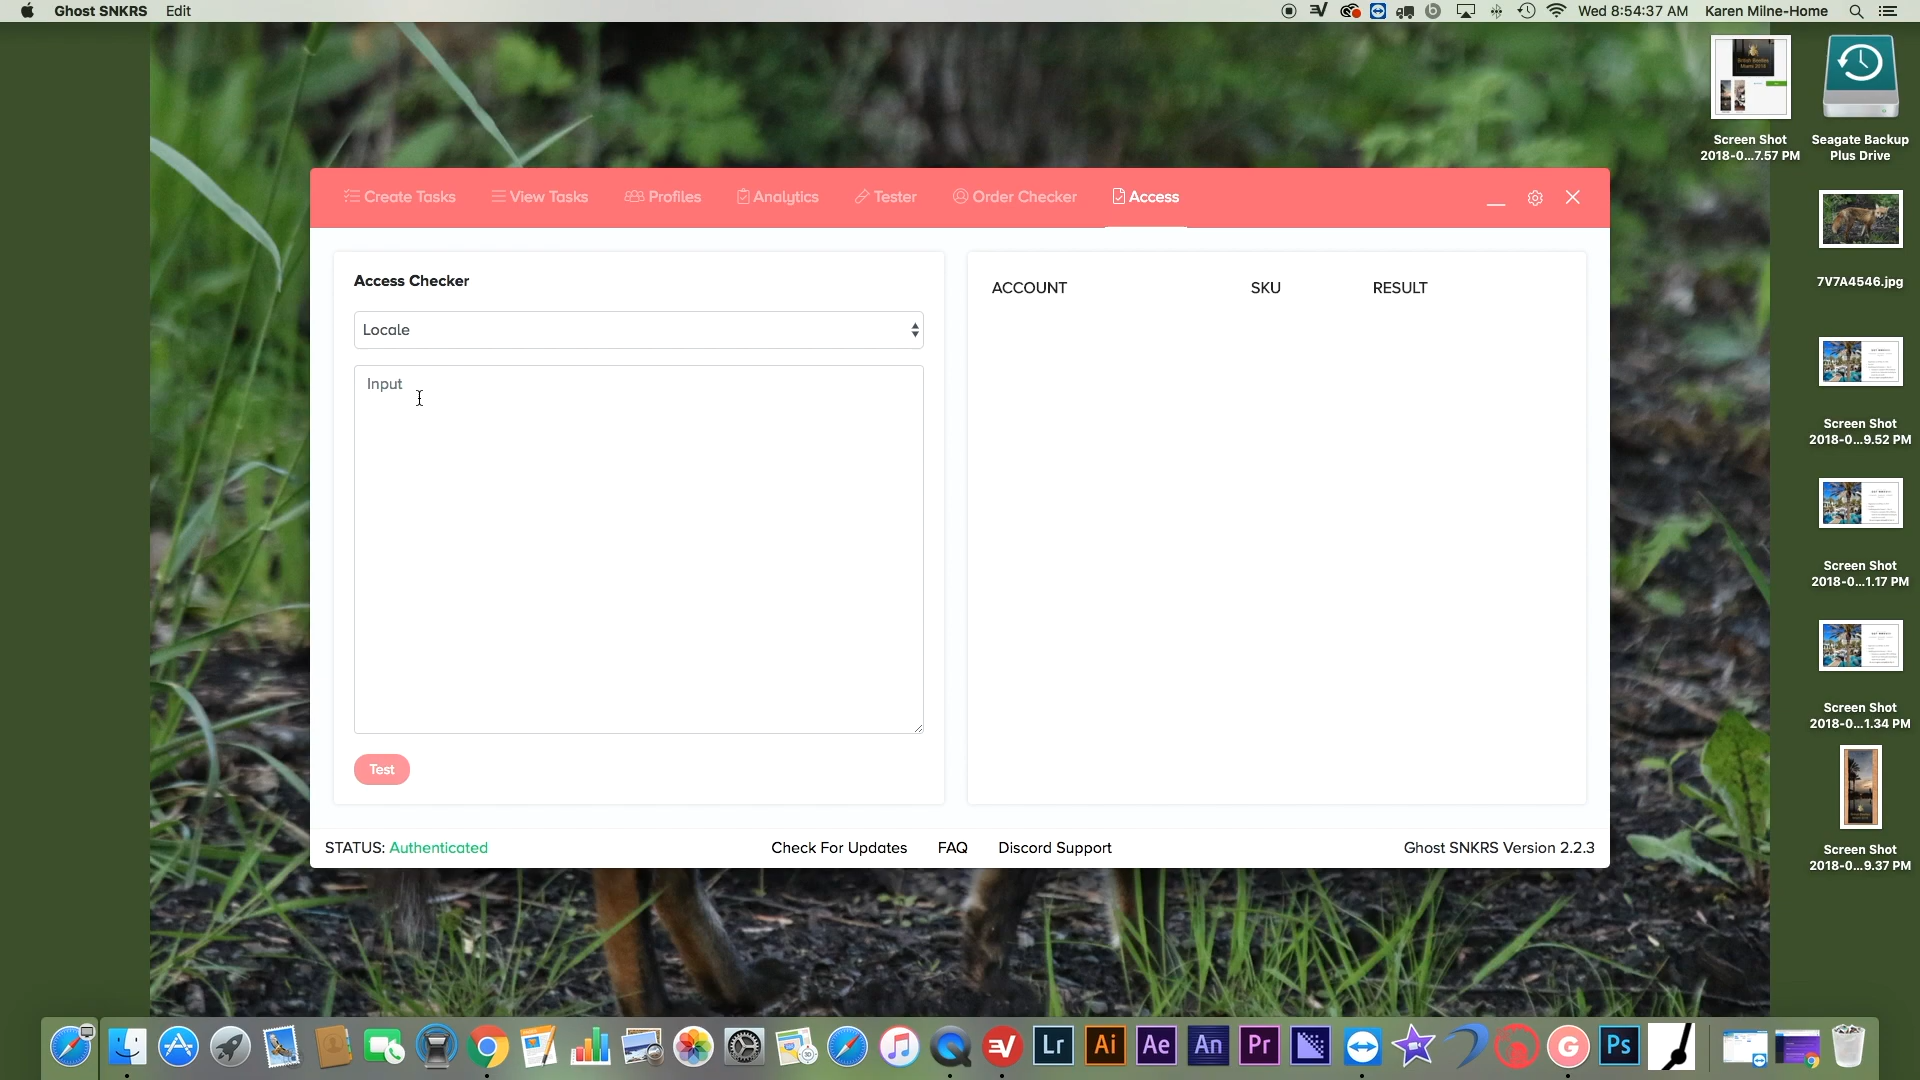 Ghost SNKRS Edit
Wed 8:54:37 AM Karen Milne-Home
Create Tasks View Tasks Profiles Analytics Tester Order Checker Access
Access Checker
Locale
Input
Test
ACCOUNT SKU RESULT
STATUS: Authenticated Check For Updates FAQ Discord Support Ghost SNKRS Version 2.2.3
Screen Shot
2018-0...7.57 PM
Seagate Backup
Plus Drive
7V7A4546.jpg
Screen Shot
2018-0...9.52 PM
Screen Shot
2018-0...1.17 PM
Screen Shot
2018-0...1.34 PM
Screen Shot
2018-0...9.37 PM
Lr Ai Ae An Pr G Ps